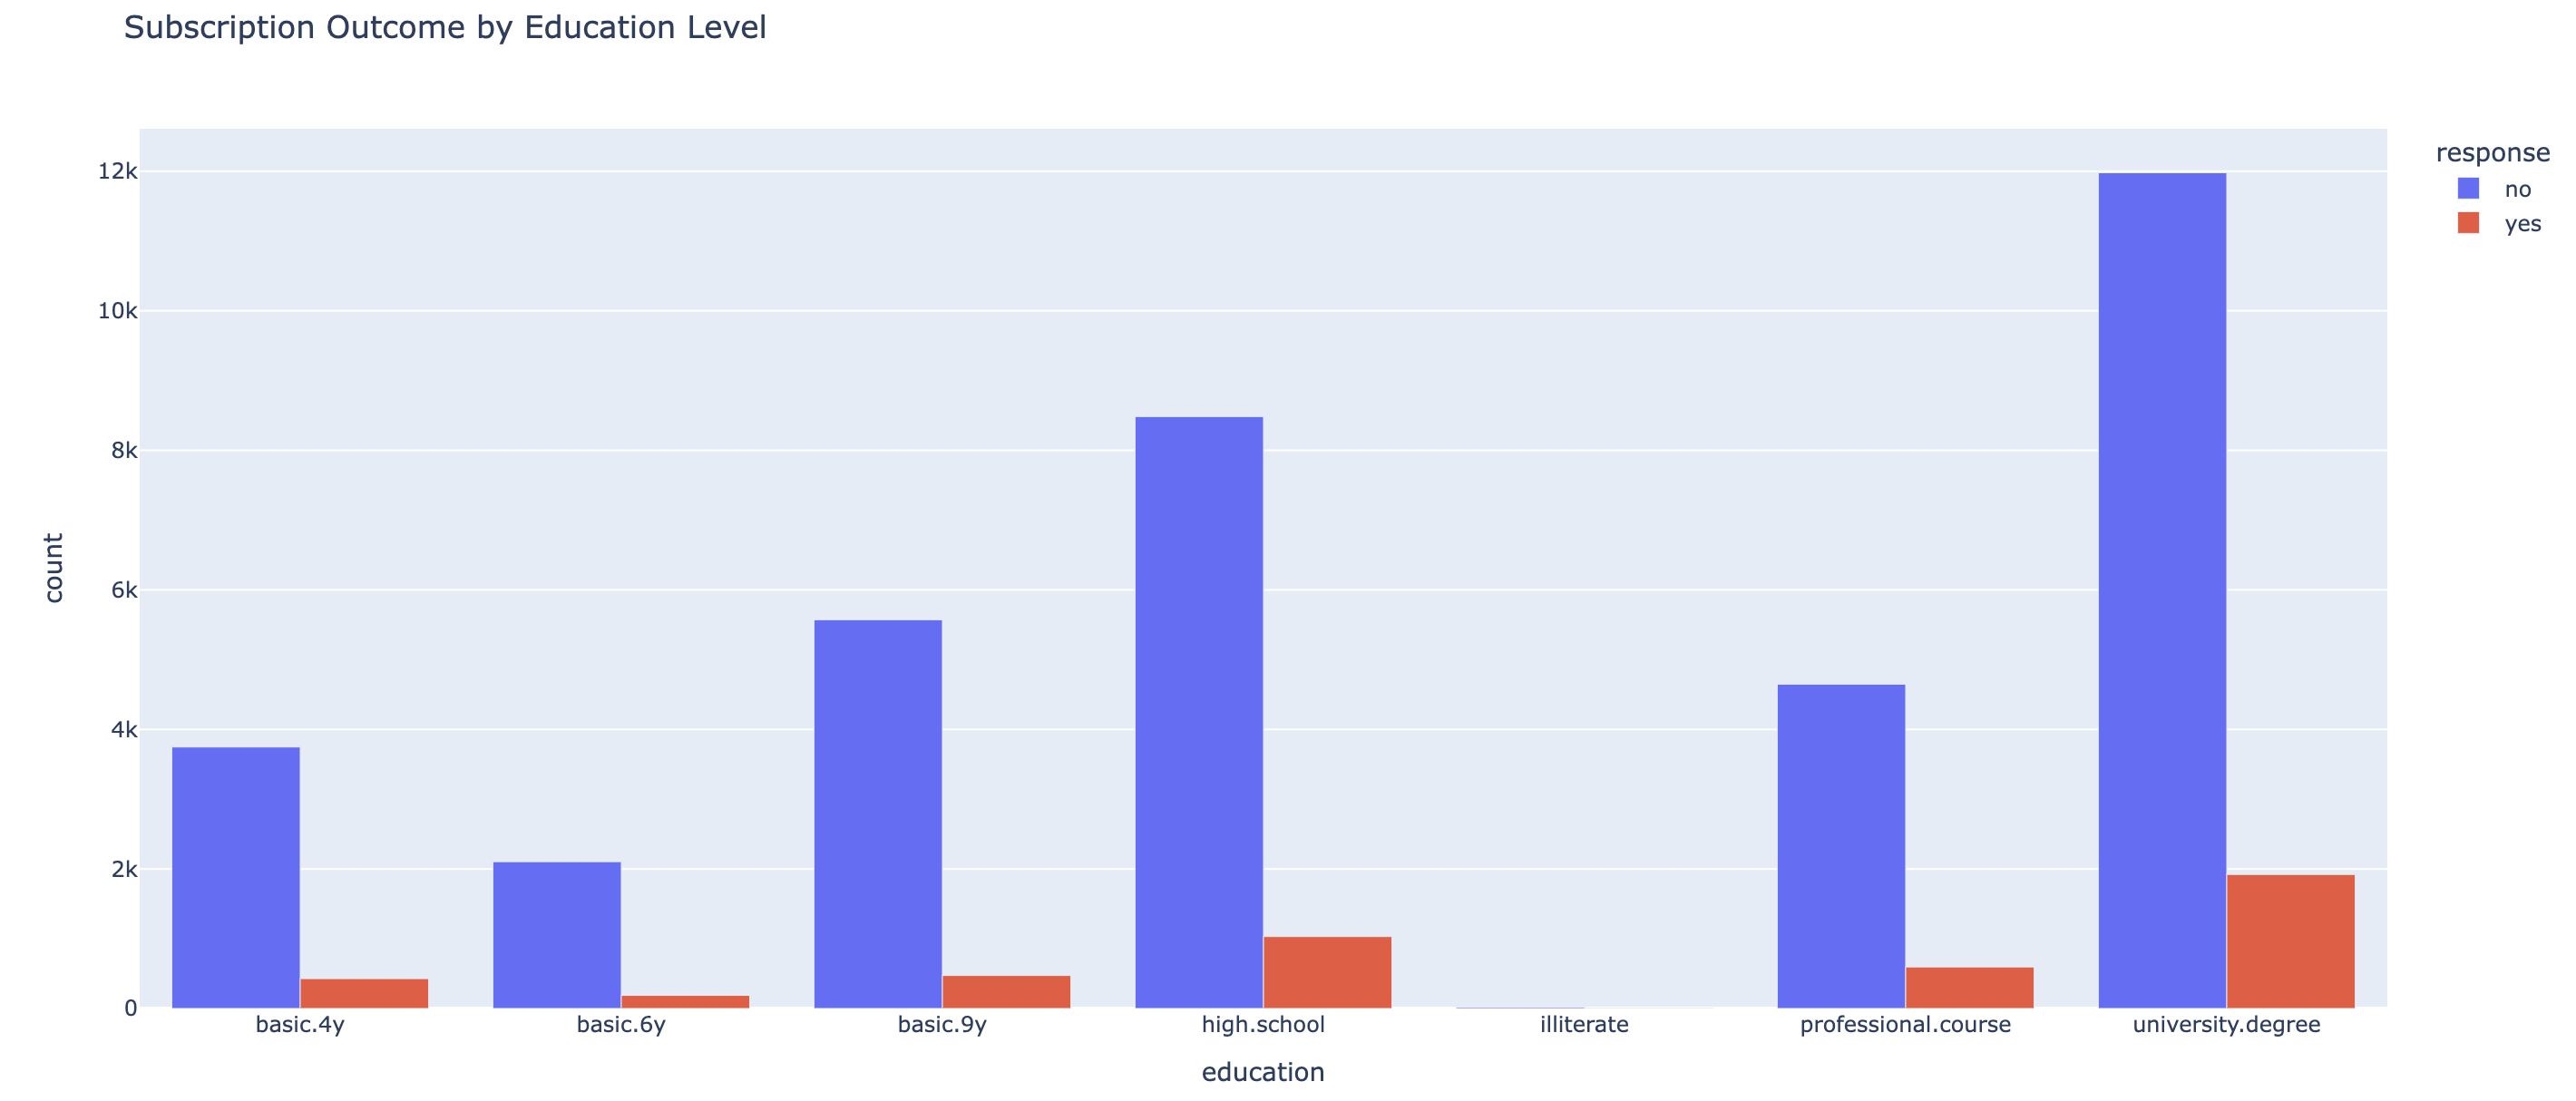 Subscription Outcome by Education Level
response
no
yes
12k
10k
8k
6k
4k
2k
0
count
basic.4y
basic.6y
basic.9y
high.school
illiterate
professional.course
university.degree
education